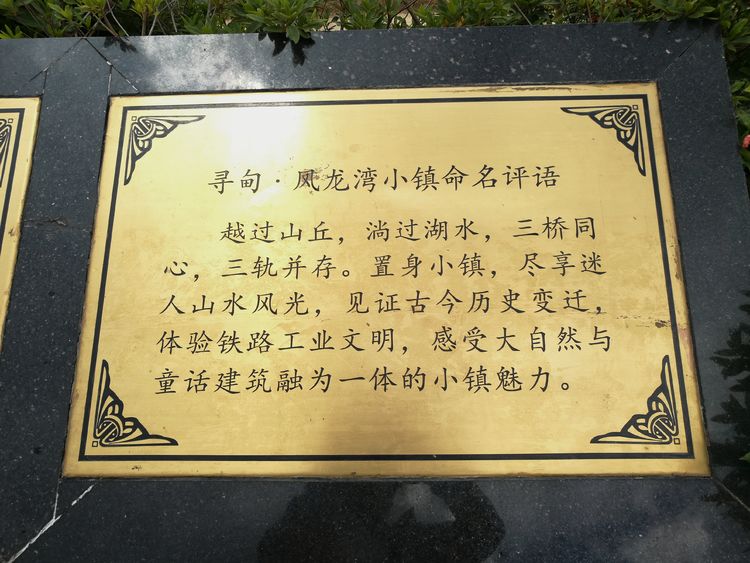 寻甸·凤龙湾小镇命名评语
越过山丘，淌过湖水，三桥同
心，三轨并存。置身小镇，尽享迷
人山水风光，见证古今历史变迁，
体验铁路工业文明，感受大自然与
童话建筑融为一体的小镇魅力。